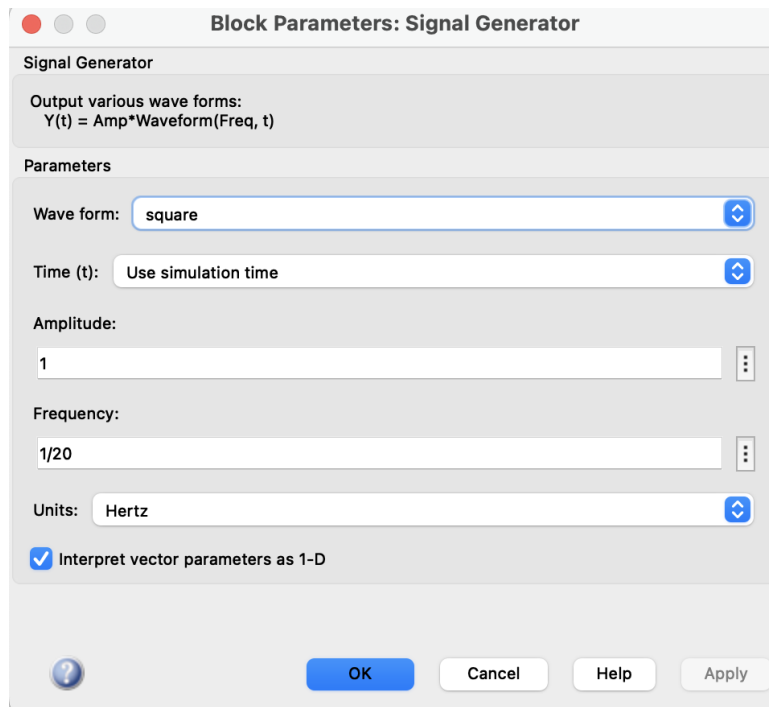 Block Parameters: Signal Generator
Signal Generator
Output various wave forms:
Y(t) = Amp*Waveform(Freq, t)
Parameters
Wave form: square
Time (t): Use simulation time
Amplitude:
1
Frequency:
1/20
Units: Hertz
Interpret vector parameters as 1-D
? OK Cancel Help Apply